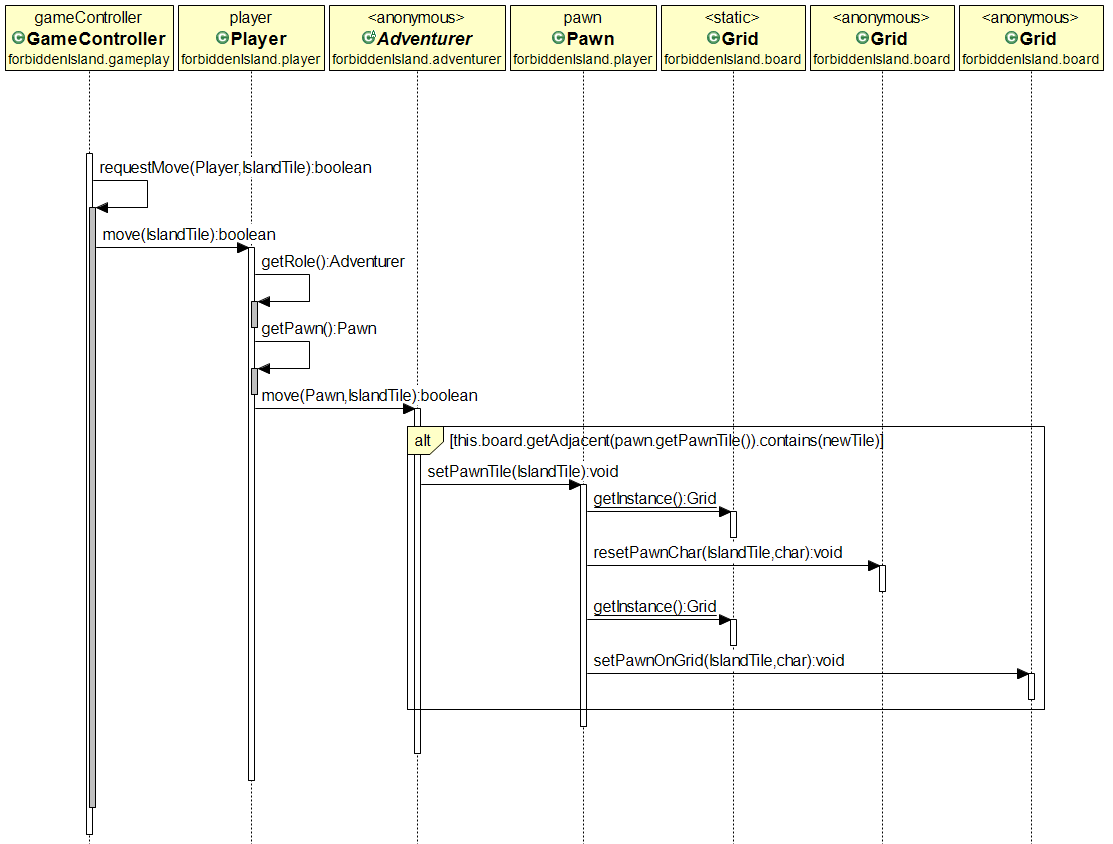 gameController
GameController
forbiddenIsland.gameplay
player
Player
forbiddenIsland.player
<anonymous>
Adventurer
forbiddenIsland.adventurer
pawn
Pawn
forbiddenIsland.player
<static>
Grid
forbiddenIsland.board
<anonymous>
Grid
forbiddenIsland.board
<anonymous>
Grid
forbiddenIsland.board
requestMove(Player,IslandTile):boolean
move(IslandTile):boolean
getRole():Adventurer
getPawn():Pawn
move(Pawn,IslandTile):boolean
alt [this.board.getAdjacent(pawn.getPawnTile()).contains(newTile)]
setPawnTile(IslandTile):void
getInstance():Grid
resetPawnChar(IslandTile,char):void
getInstance():Grid
setPawnOnGrid(IslandTile,char):void